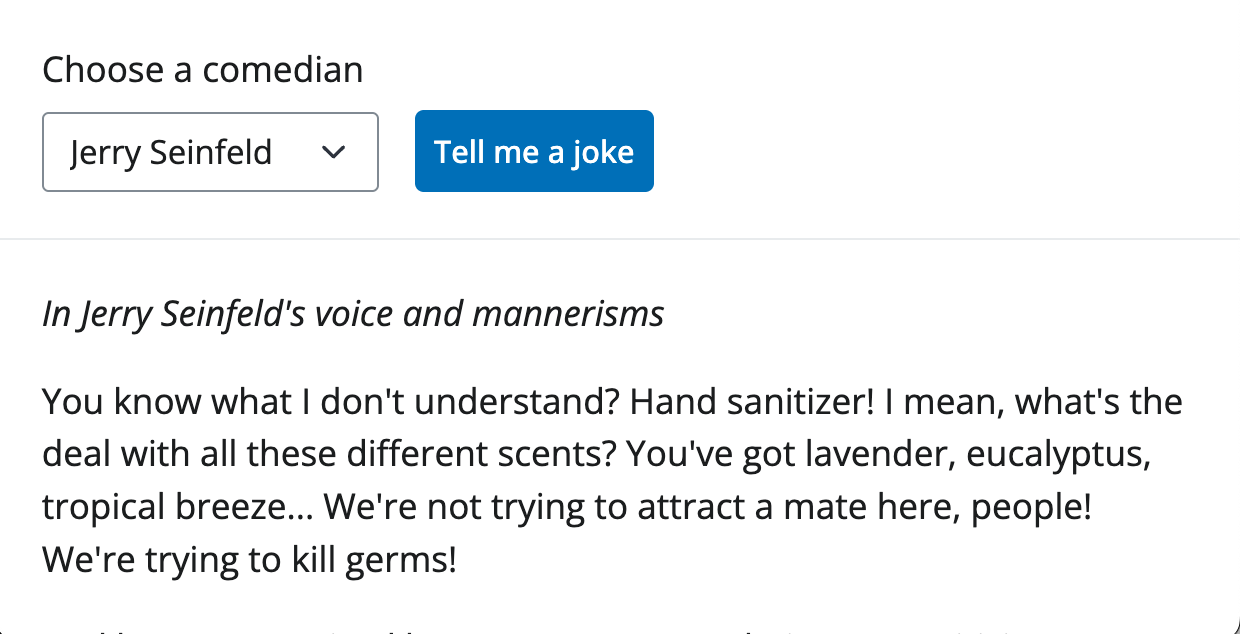 Choose a comedian
Jerry Seinfeld
Tell me a joke
In Jerry Seinfeld's voice and mannerisms
You know what I don't understand? Hand sanitizer! I mean, what's the
deal with all these different scents? You've got lavender, eucalyptus,
tropical breeze... We're not trying to attract a mate here, people!
We're trying to kill germs!